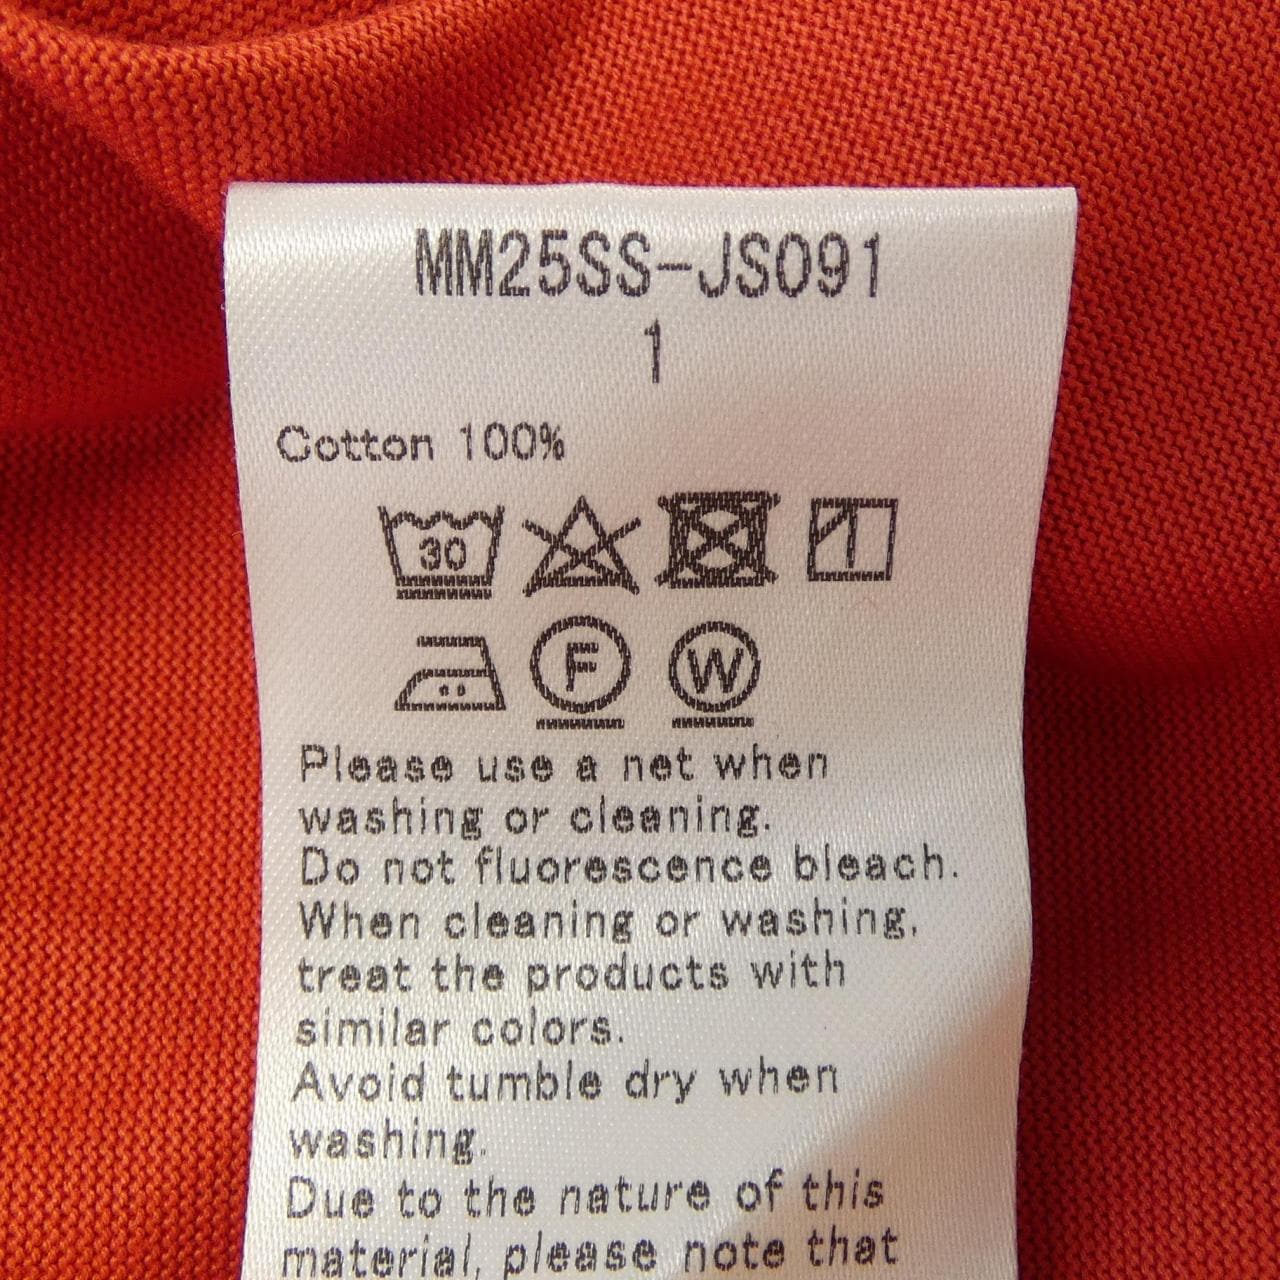 MM25SS-JS091
1
Cotton 100%
30
F W
Please use a net when
washing or cleaning.
Do not fluorescence bleach.
When cleaning or washing,
treat the products with
similar colors.
Avoid tumble dry when
washing.
Due to the nature of this
material, please note that